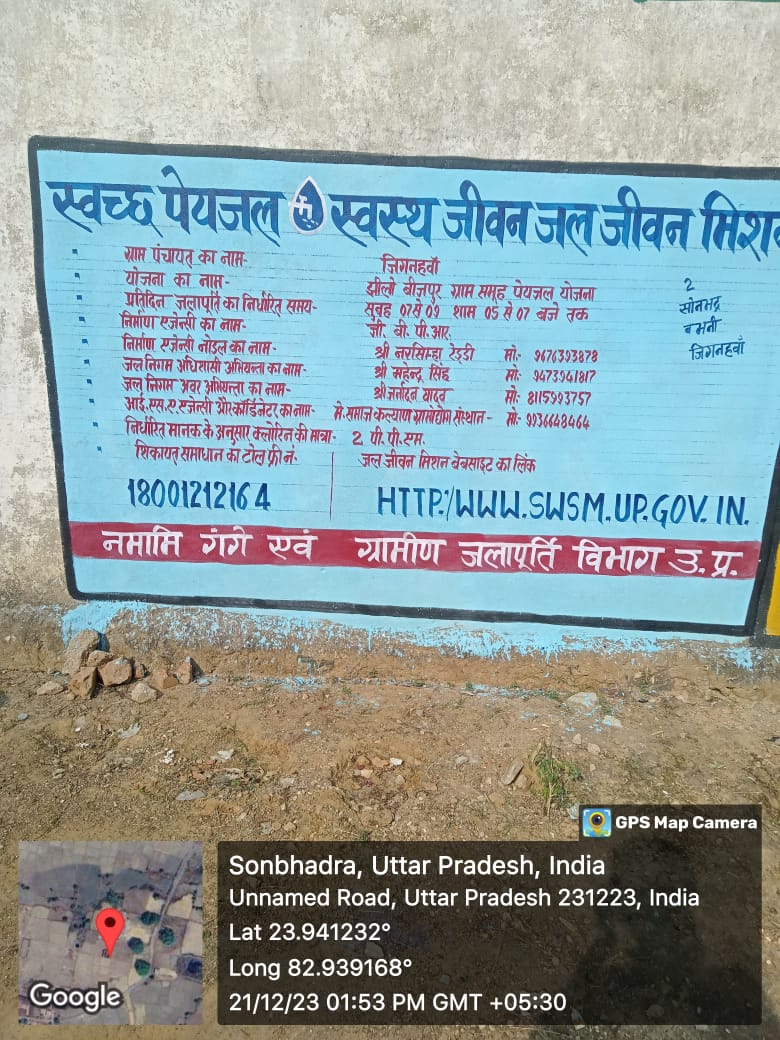 स्वच्छ पेयजल स्वस्थ जीवन जल जीवन मिशन
ग्राम पंचायत का नाम- जिगनहवाँ
योजना का नाम- झीलो बीजपुर ग्राम समूह पेयजल योजना 2
प्रतिदिन जलापूर्ति का निर्धारित समय- सुबह 07 से 09 शाम 05 से 07 बजे तक सोनभद्र
निर्माण एजेन्सी का नाम- जी. बी. पी. आर. बभनी
निर्माण एजेन्सी नोडल का नाम- श्री नरसिम्हा रेड्डी मो:- 9676393878 जिगनहवाँ
जल निगम अधिशासी अभियन्ता का नाम- श्री महेन्द्र सिंह मो:- 9473941817
जल निगम अवर अभियन्ता का नाम- श्री जर्नादन यादव मो:- 8115993757
आई.एस.ए. एजेन्सी और कॉर्डिनेटर का नाम- मे. समाज कल्याण ग्रामोद्योग संस्थान- मो:- 9936648464
निर्धारित मानक के अनुसार क्लोरिन की मात्रा- 2 पी. पी. एम.
शिकायत समाधान का टोल फ्री नं. जल जीवन मिशन वेबसाइट का लिंक
18001212164 HTTP:/WWW.SWSM.UP.GOV.IN.
नमामि गंगे एवं ग्रामीण जलापूर्ति विभाग उ.प्र.
GPS Map Camera
Sonbhadra, Uttar Pradesh, India
Unnamed Road, Uttar Pradesh 231223, India
Lat 23.941232°
Long 82.939168°
21/12/23 01:53 PM GMT +05:30
Google